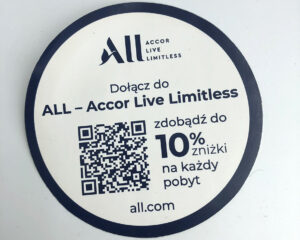 ALL ACCOR
LIVE
LIMITLESS
Dołącz do
ALL – Accor Live Limitless
zdobądź do
10%
zniżki
na każdy
pobyt
all.com